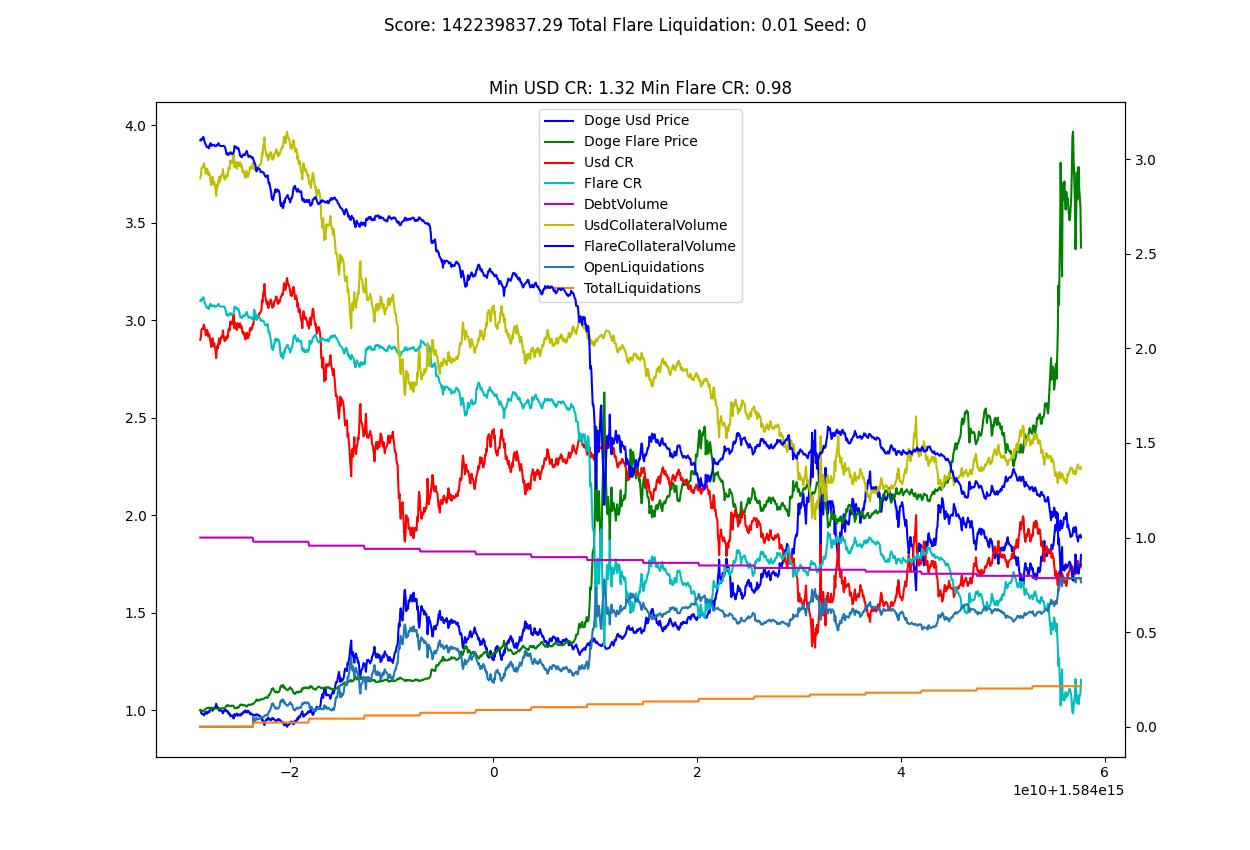 Score: 142239837.29 Total Flare Liquidation: 0.01 Seed: 0
Min USD CR: 1.32 Min Flare CR: 0.98
Doge Usd Price
Doge Flare Price
Usd CR
Flare CR
DebtVolume
UsdCollateralVolume
FlareCollateralVolume
OpenLiquidations
TotalLiquidations
4.0
3.5
3.0
2.5
2.0
1.5
1.0
3.0
2.5
2.0
1.5
1.0
0.5
0.0
−2 0 2 4 6
1e10+1.584e15